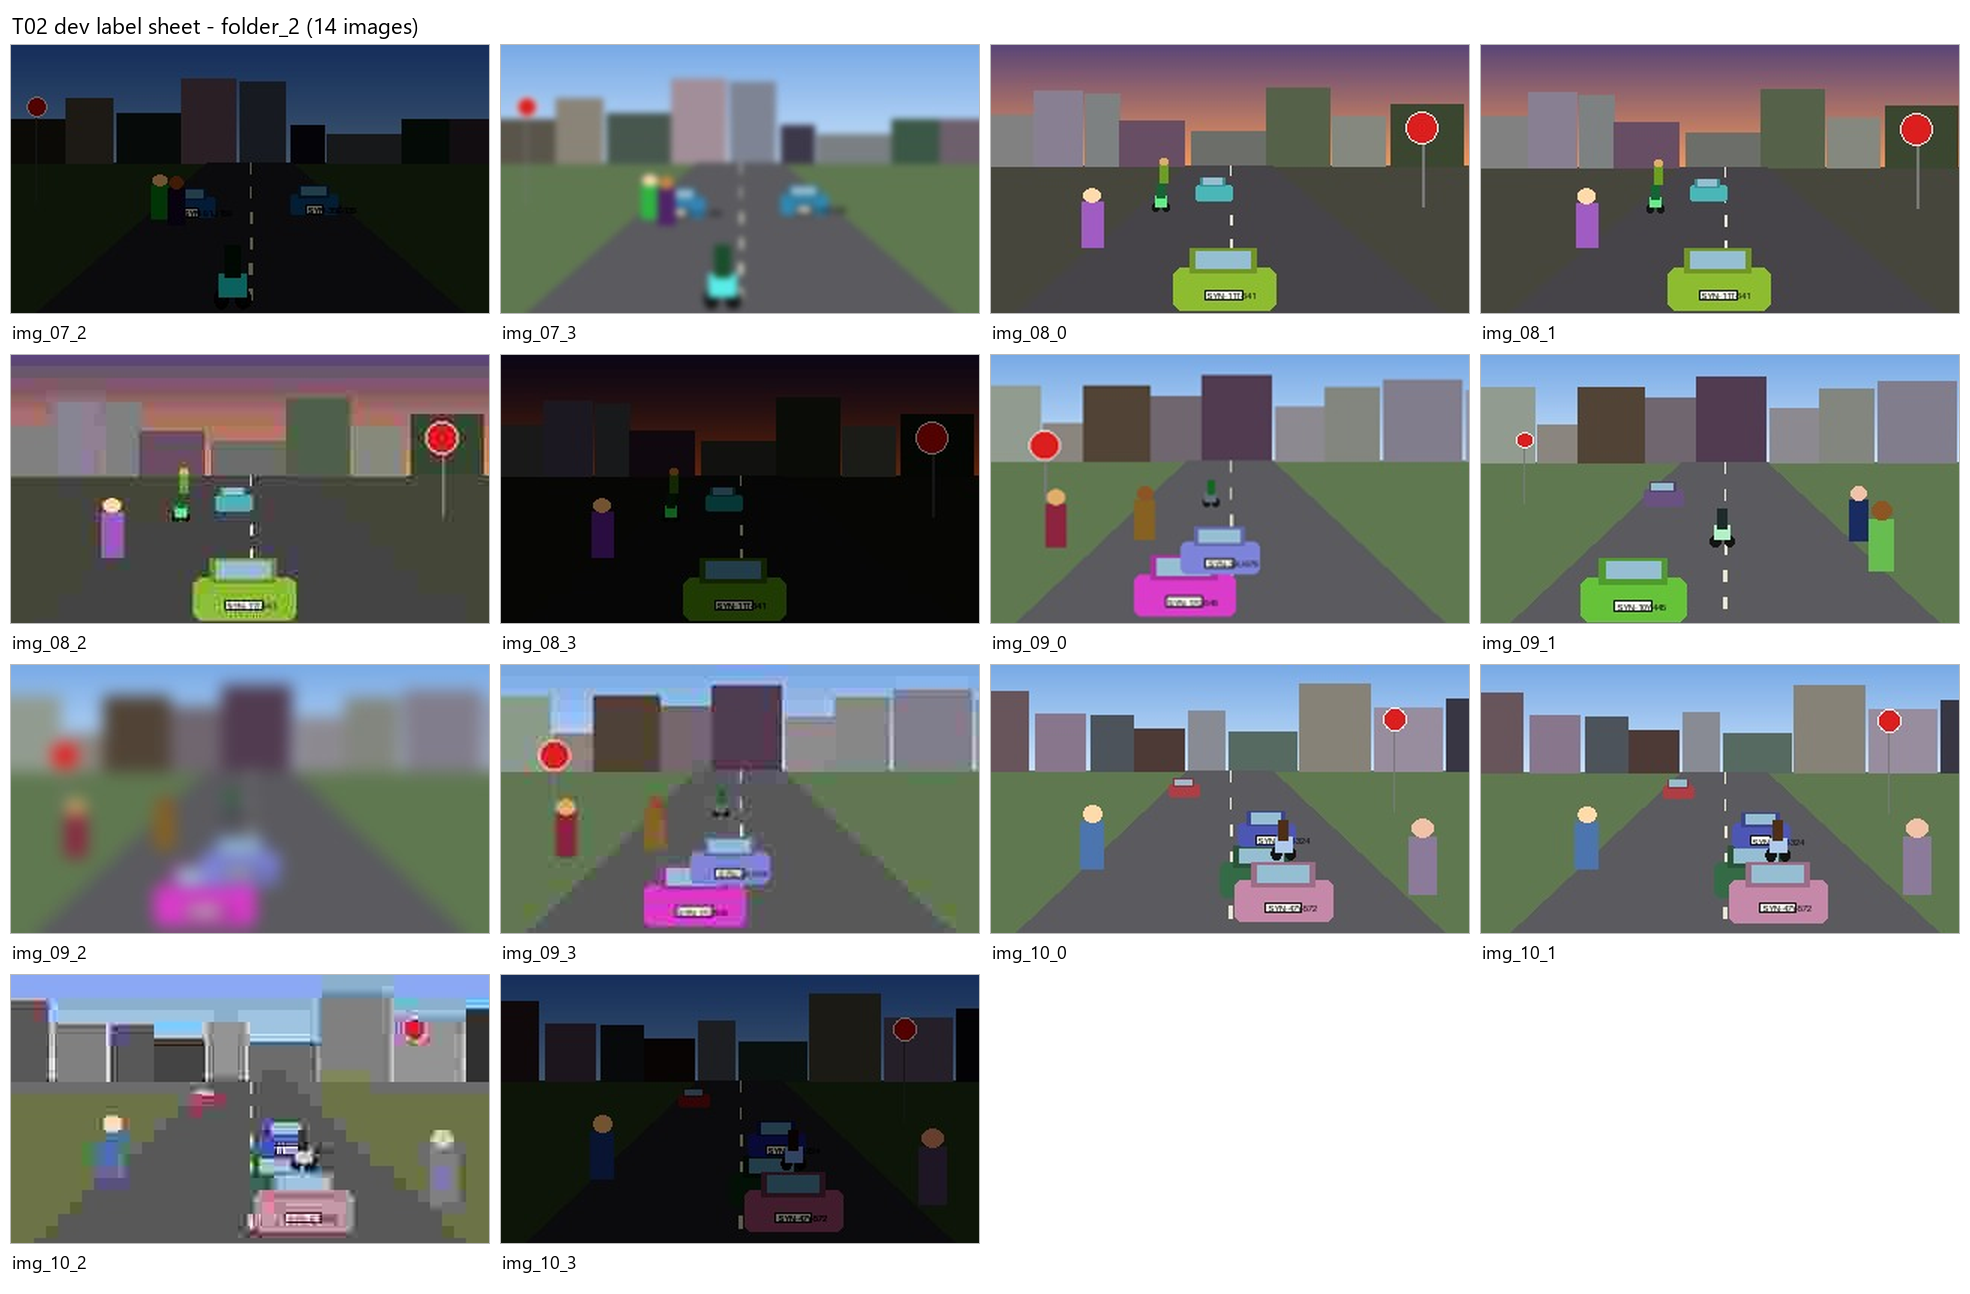 T02 dev label sheet - folder_2 (14 images)
img_07_2
img_07_3
img_08_0
img_08_1
img_08_2
img_08_3
img_09_0
img_09_1
img_09_2
img_09_3
img_10_0
img_10_1
img_10_2
img_10_3